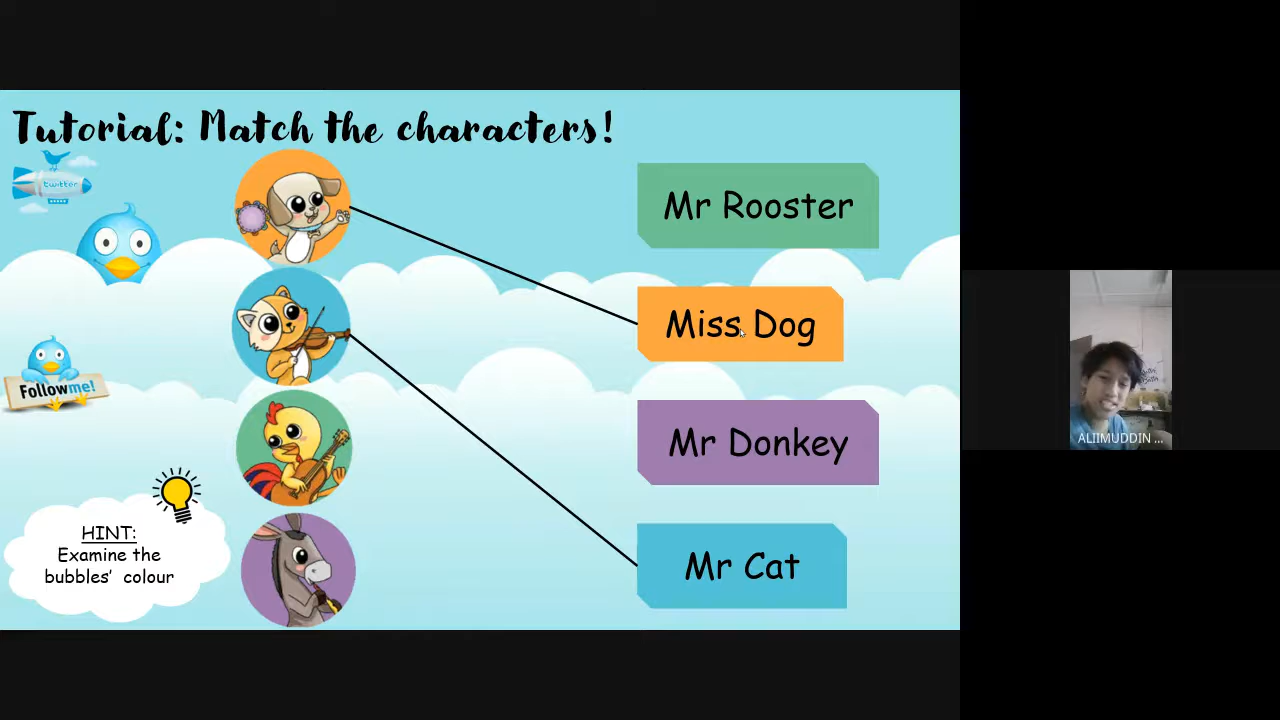 Tutorial: Match the characters!
twitter
Mr Rooster
Miss Dog
Followme!
Mr Donkey
HINT:
Examine the
bubbles' colour
Mr Cat
ALIIMUDDIN ...